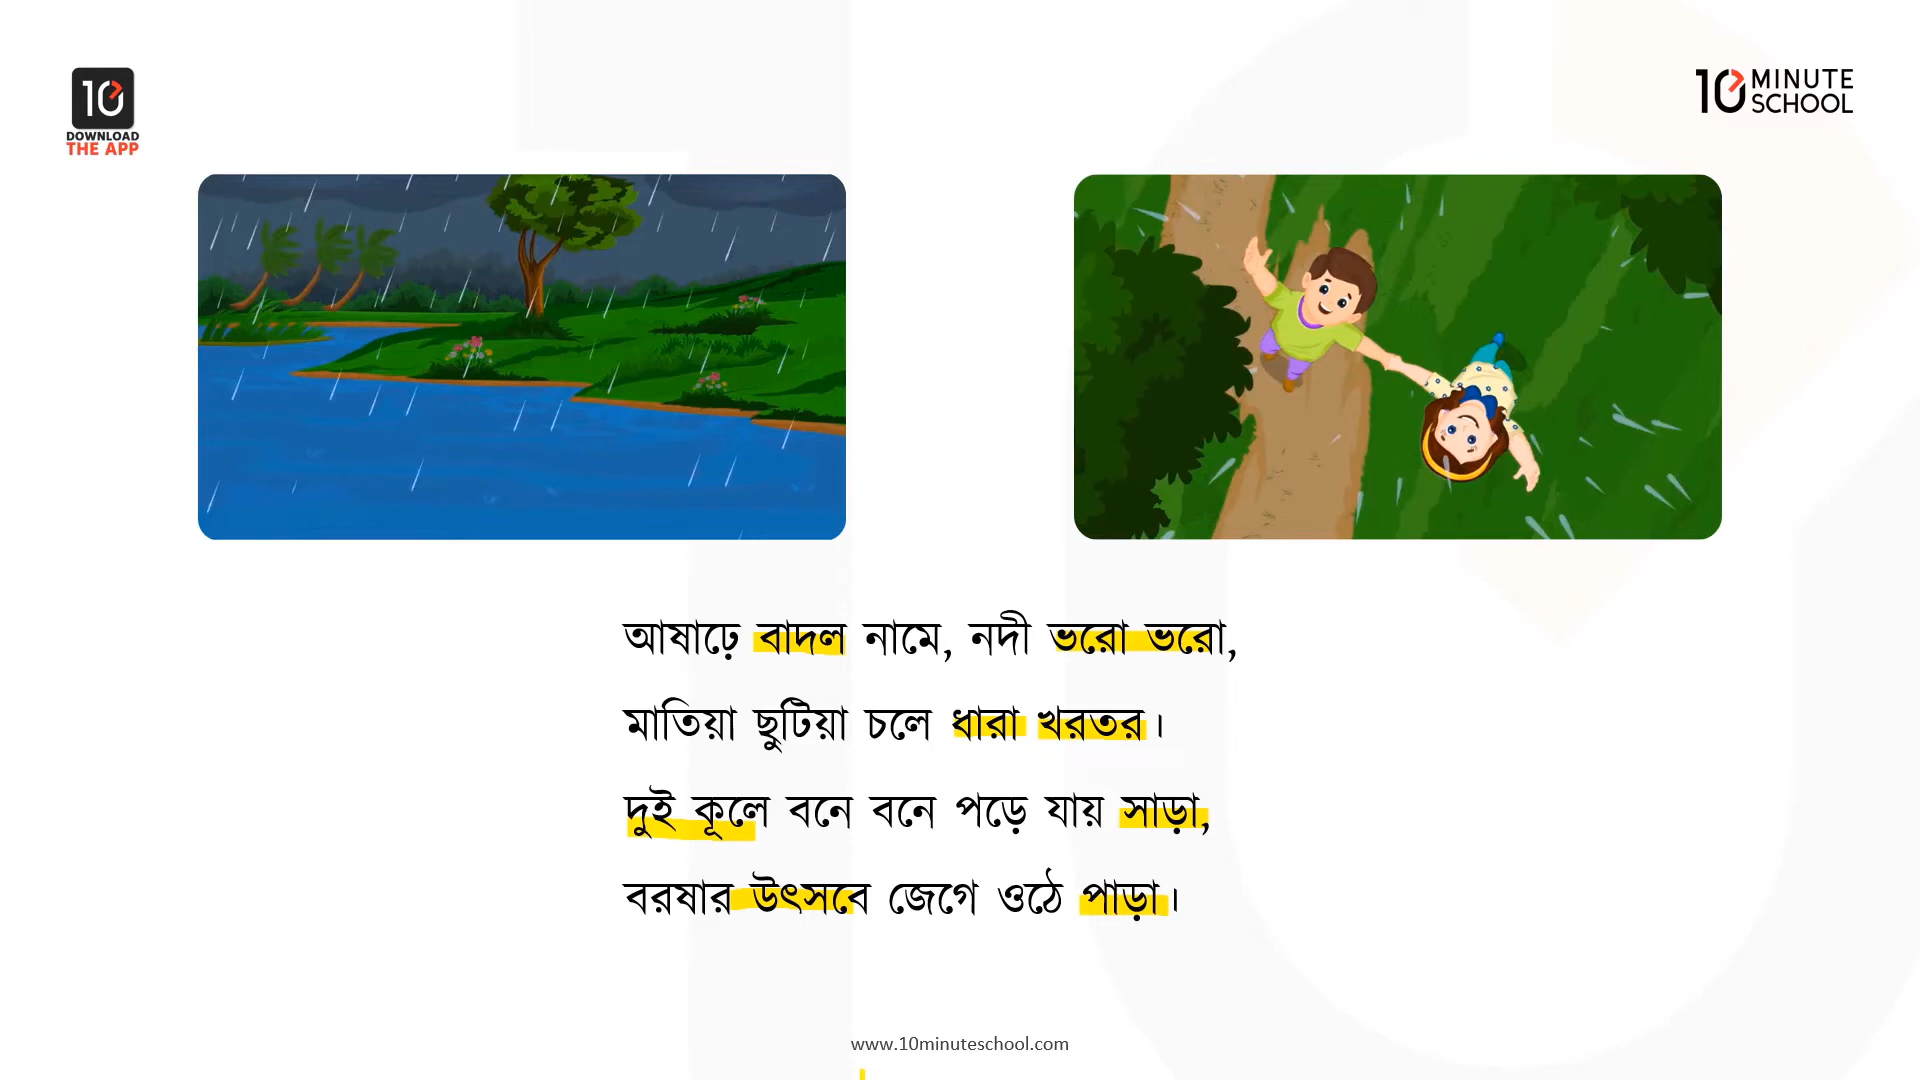 10
DOWNLOAD
THE APP
10 MINUTE
SCHOOL
আষাঢ়ে বাদল নামে, নদী ভরো ভরো,
মাতিয়া ছুটিয়া চলে ধারা খরতর।
দুই কূলে বনে বনে পড়ে যায় সাড়া,
বরষার উৎসবে জেগে ওঠে পাড়া।
www.10minuteschool.com